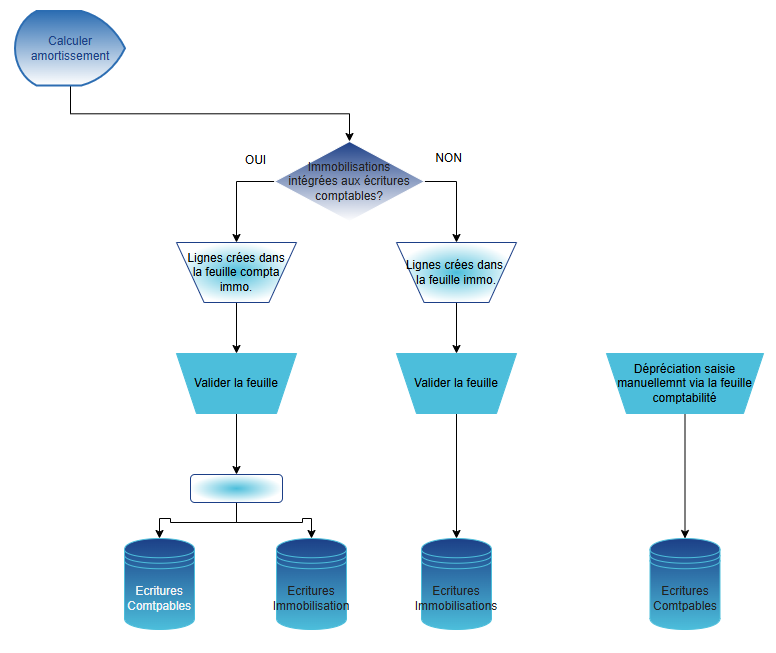 Calculer
amortissement
OUI
NON
Immobilisations
intégrées aux écritures
comptables?
Lignes crées dans
la feuille compta
immo.
Lignes crées dans
la feuille immo.
Valider la feuille
Valider la feuille
Dépréciation saisie
manuellemnt via la feuille
comptabilité
Ecritures
Comtpables
Ecritures
Immobilisation
Ecritures
Immobilisations
Ecritures
Comtpables